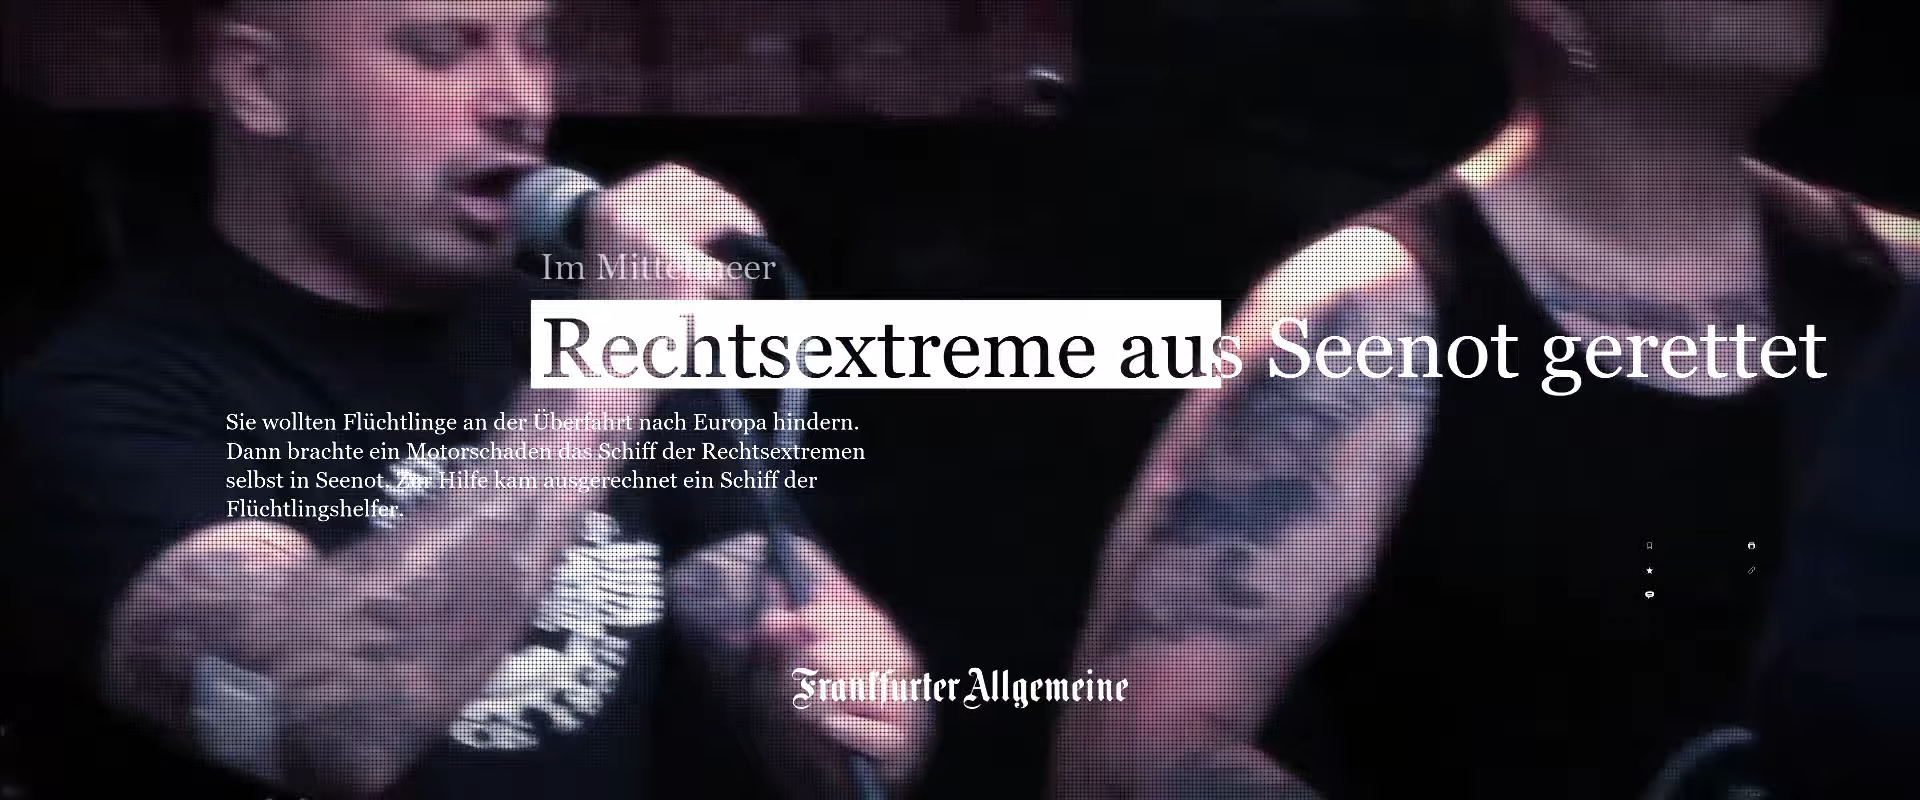 Im Mittelmeer
Rechtsextreme aus Seenot gerettet
Sie wollten Flüchtlinge an der Überfahrt nach Europa hindern.
Dann brachte ein Motorschaden das Schiff der Rechtsextremen
selbst in Seenot. Zur Hilfe kam ausgerechnet ein Schiff der
Flüchtlingshelfer.
Frankfurter Allgemeine